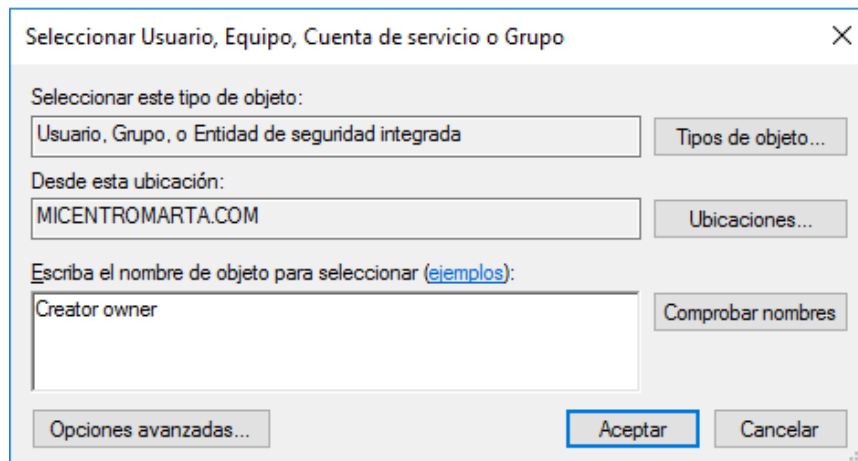 Seleccionar Usuario, Equipo, Cuenta de servicio o Grupo
Seleccionar este tipo de objeto:
Usuario, Grupo, o Entidad de seguridad integrada
Tipos de objeto...
Desde esta ubicación:
MICENTROMARTA.COM
Ubicaciones...
Escriba el nombre de objeto para seleccionar (ejemplos):
Creator owner
Comprobar nombres
Opciones avanzadas...
Aceptar
Cancelar